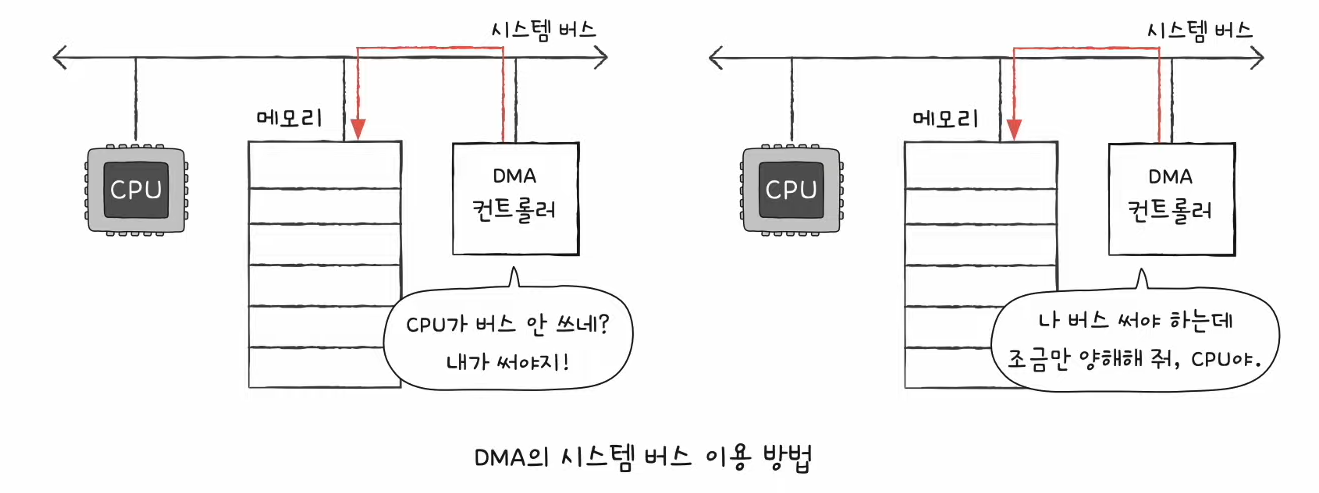 시스템 버스
메모리
CPU
DMA
컨트롤러
CPU가 버스 안 쓰네?
내가 써야지!
시스템 버스
메모리
CPU
DMA
컨트롤러
나 버스 써야 하는데
조금만 양해해 줘, CPU야.
DMA의 시스템 버스 이용 방법